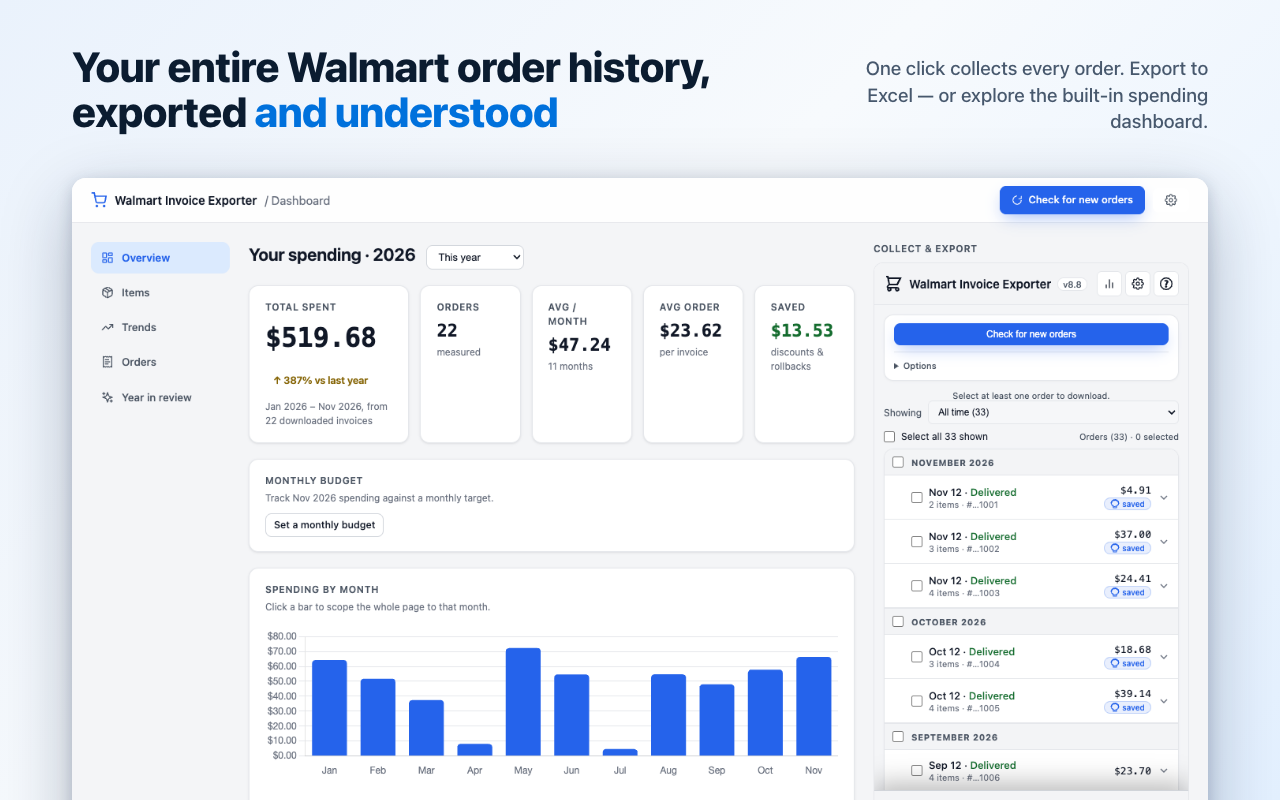 Your entire Walmart order history,
exported and understood
One click collects every order. Export to
Excel — or explore the built-in spending
dashboard.
Walmart Invoice Exporter / Dashboard
Check for new orders
Overview
Items
Trends
Orders
Year in review
Your spending · 2026
This year
TOTAL SPENT
$519.68
↑ 387% vs last year
Jan 2026 – Nov 2026, from
22 downloaded invoices
ORDERS
22
measured
AVG /
MONTH
$47.24
11 months
AVG ORDER
$23.62
per invoice
SAVED
$13.53
discounts &
rollbacks
MONTHLY BUDGET
Track Nov 2026 spending against a monthly target.
Set a monthly budget
SPENDING BY MONTH
Click a bar to scope the whole page to that month.
$80.00
$70.00
$60.00
$50.00
$40.00
$30.00
$20.00
$10.00
$0.00
Jan Feb Mar Apr May Jun Jul Aug Sep Oct Nov
COLLECT & EXPORT
Walmart Invoice Exporter v8.8
Check for new orders
Options
Select at least one order to download.
Showing All time (33)
Select all 33 shown Orders (33) · 0 selected
NOVEMBER 2026
Nov 12 · Delivered $4.91
2 items · #…1001 saved
Nov 12 · Delivered $37.00
3 items · #…1002 saved
Nov 12 · Delivered $24.41
4 items · #…1003 saved
OCTOBER 2026
Oct 12 · Delivered $18.68
3 items · #…1004 saved
Oct 12 · Delivered $39.14
4 items · #…1005 saved
SEPTEMBER 2026
Sep 12 · Delivered $23.70
4 items · #…1006